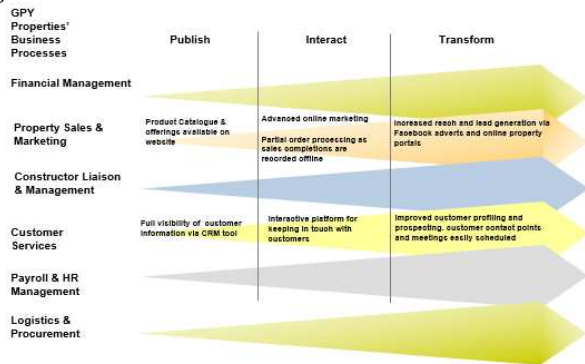 GPY
Properties'
Business
Processes
Publish
Interact
Transform
Financial Management
Property Sales &
Marketing
Product Catalogue &
offerings available on
website
Advanced online marketing
Partial order processing as
sales completions are
recorded offline
Increased reach and lead generation via
Facebook adverts and online property
portals
Constructor Liaison
& Management
Customer
Services
Full visibility of customer
information via CRM tool
Interactive platform for
keeping in touch with
customers
Improved customer profiling and
prospecting. customer contact points
and meetings easily scheduled
Payroll & HR
Management
Logistics &
Procurement